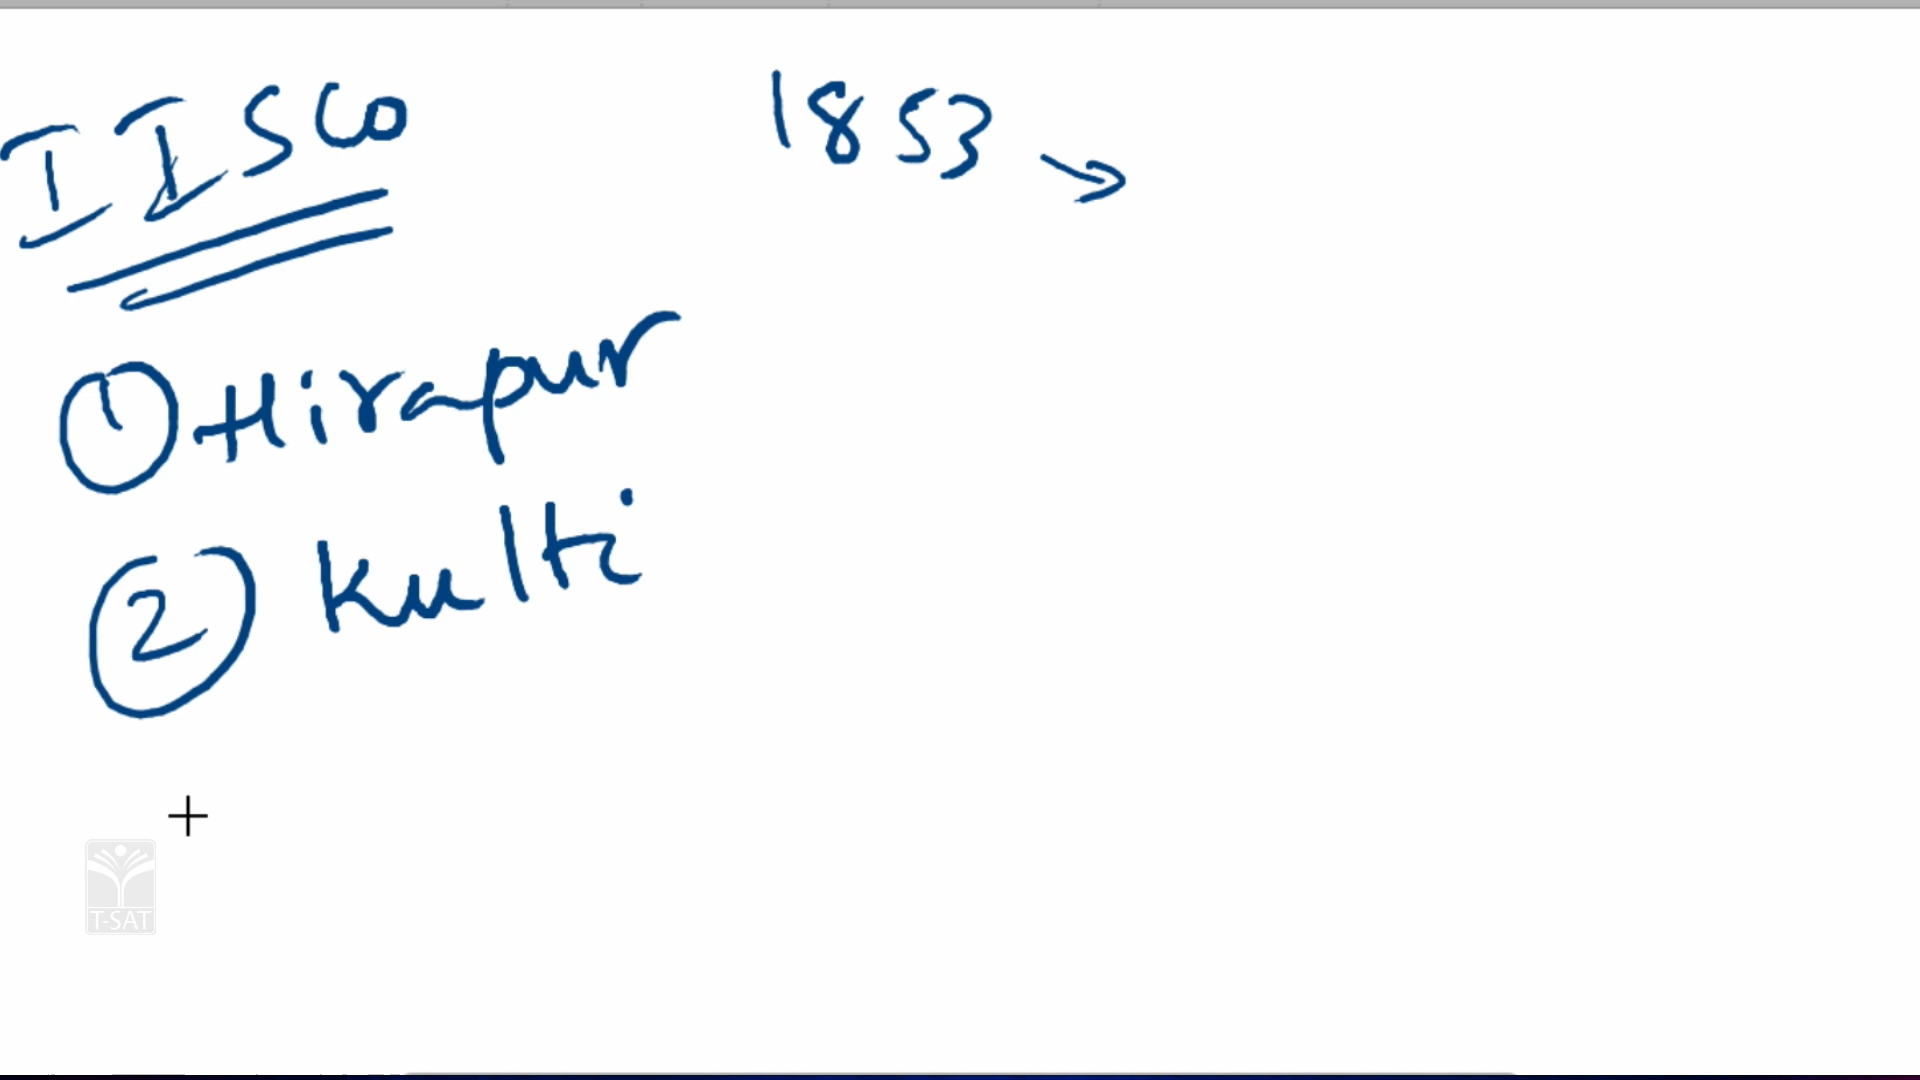 IISCO
1853 →
① Hirapur
② Kulti
T-SAT